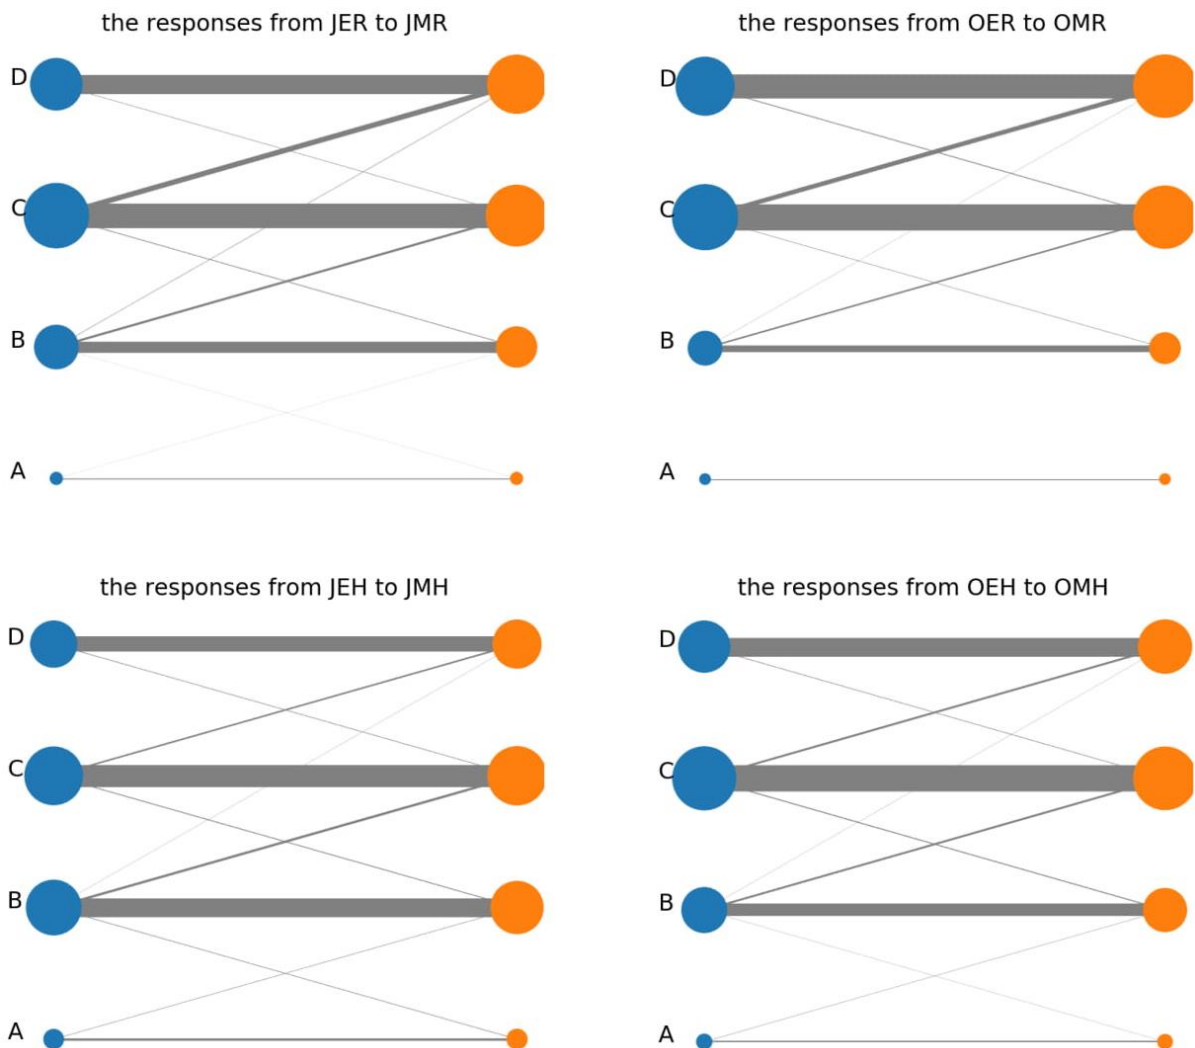 the responses from JER to JMR
D
C
B
A
the responses from OER to OMR
D
C
B
A
the responses from JEH to JMH
D
C
B
A
the responses from OEH to OMH
D
C
B
A